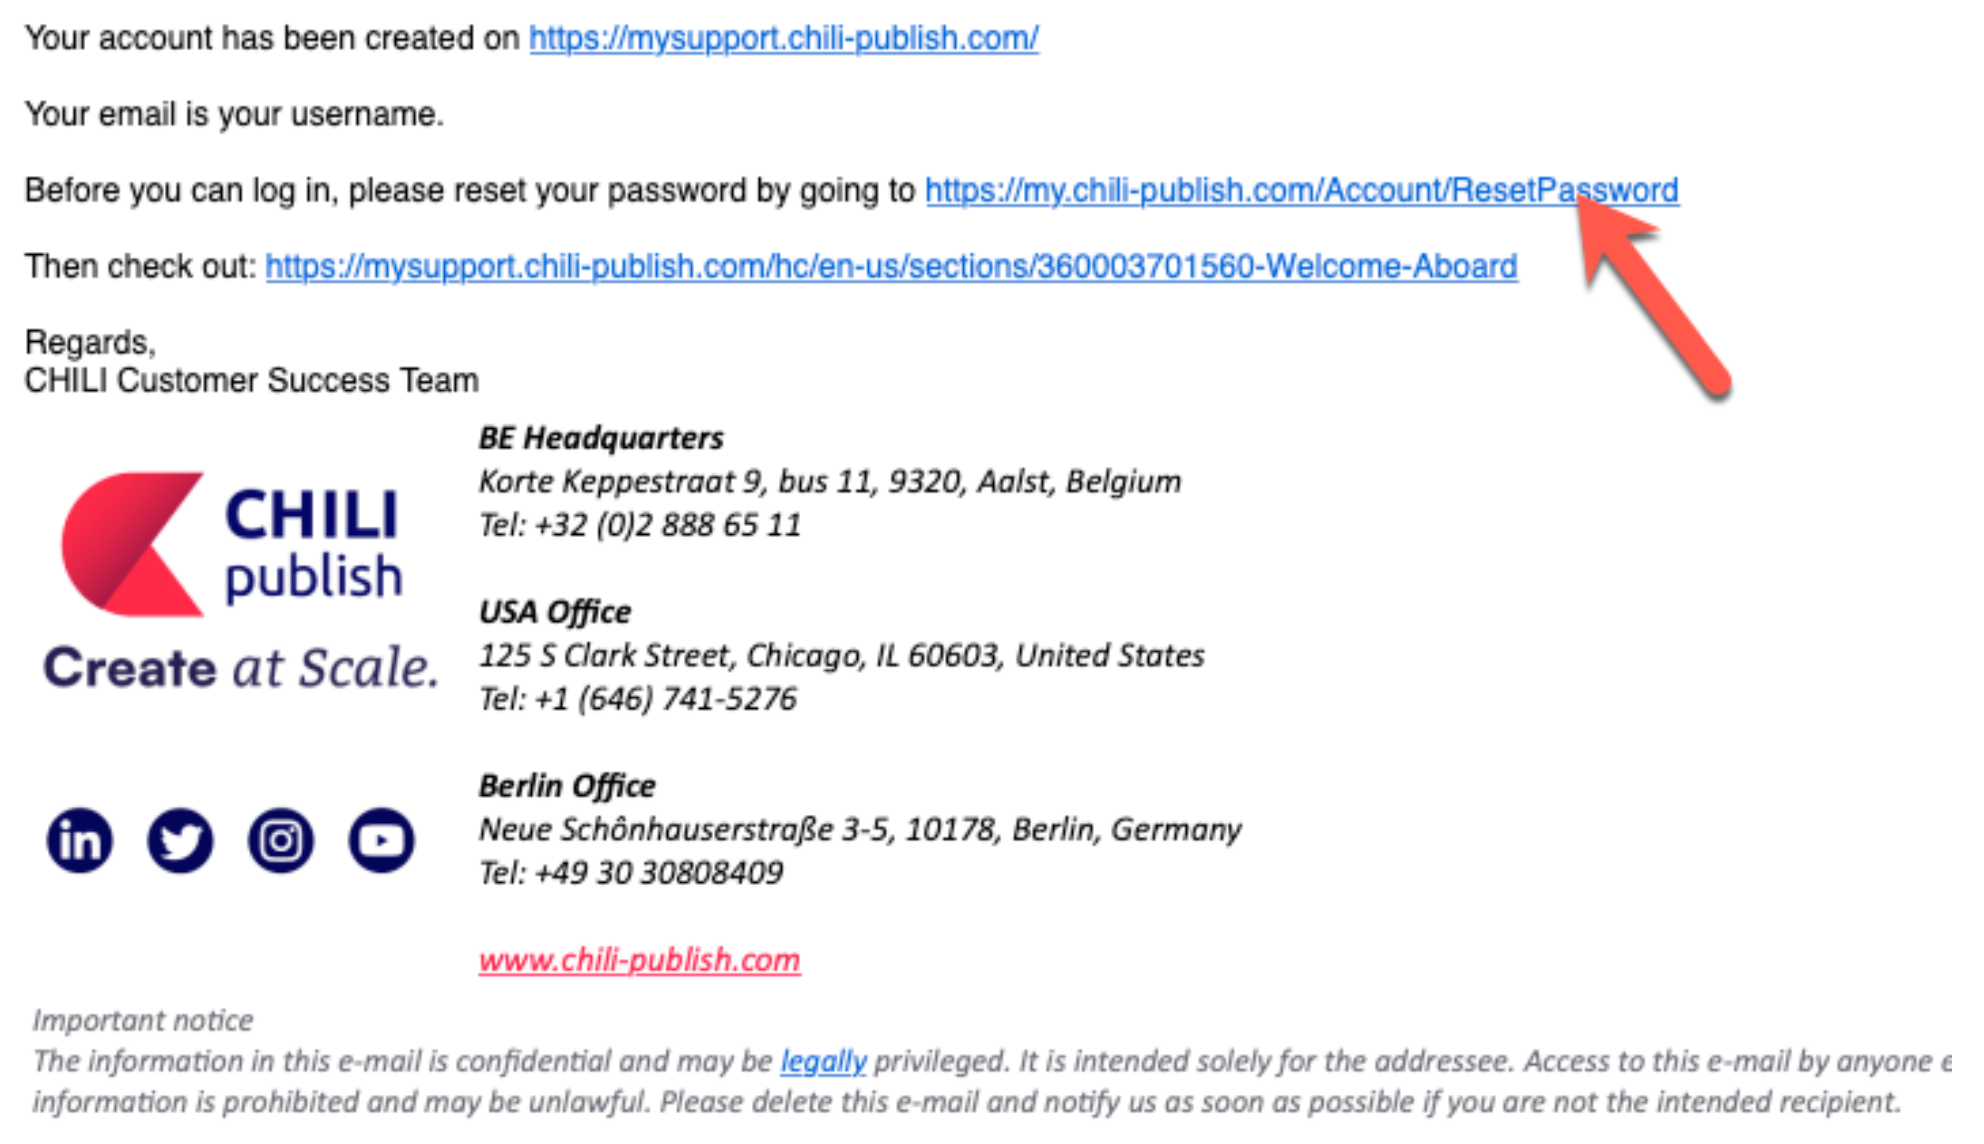 Your account has been created on https://mysupport.chili-publish.com/
Your email is your username.
Before you can log in, please reset your password by going to https://my.chili-publish.com/Account/ResetPassword
Then check out: https://mysupport.chili-publish.com/hc/en-us/sections/360003701560-Welcome-Aboard
Regards,
CHILI Customer Success Team
CHILI
publish
Create at Scale.
in
BE Headquarters
Korte Keppestraat 9, bus 11, 9320, Aalst, Belgium
Tel: +32 (0)2 888 65 11
USA Office
125 S Clark Street, Chicago, IL 60603, United States
Tel: +1 (646) 741-5276
Berlin Office
Neue Schônhauserstraße 3-5, 10178, Berlin, Germany
Tel: +49 30 30808409
www.chili-publish.com
Important notice
The information in this e-mail is confidential and may be legally privileged. It is intended solely for the addressee. Access to this e-mail by anyone
information is prohibited and may be unlawful. Please delete this e-mail and notify us as soon as possible if you are not the intended recipient.